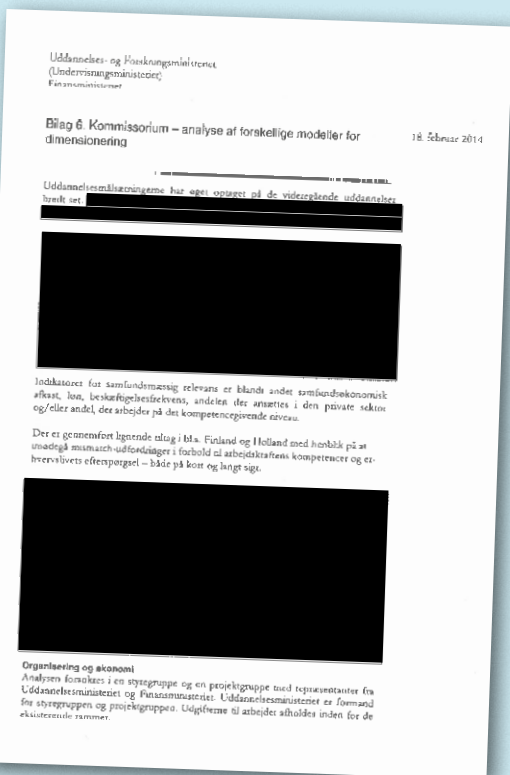 Uddannelses- og Forskningsministeriet
(Undervisningsministeriet)
Finansministeriet
Bilag 6. Kommissorium – analyse af forskellige modeller for
dimensionering
18. februar 2014
Uddannelsesmålsætningerne har øget optaget på de videregående uddannelser
bredt set.
Indikatorer for samfundsmæssig relevans er blandt andet samfundsøkonomisk
afkast, løn, beskæftigelsesfrekvens, andelen der ansættes i den private sektor
og/eller andel, der arbejder på det kompetencegivende niveau.
Der er gennemført lignende tiltag i bl.a. Finland og Holland med henblik på at
imødegå mismatch-udfordringer i forhold til arbejdskraftens kompetencer og er-
hvervslivets efterspørgsel – både på kort og langt sigt.
Organisering og økonomi
Analysen forankres i en styregruppe og en projektgruppe med repræsentanter fra
Uddannelsesministeriet og Finansministeriet. Uddannelsesministeriet er formand
for styregruppen og projektgruppen. Udgifterne til arbejdet afholdes inden for de
eksisterende rammer.